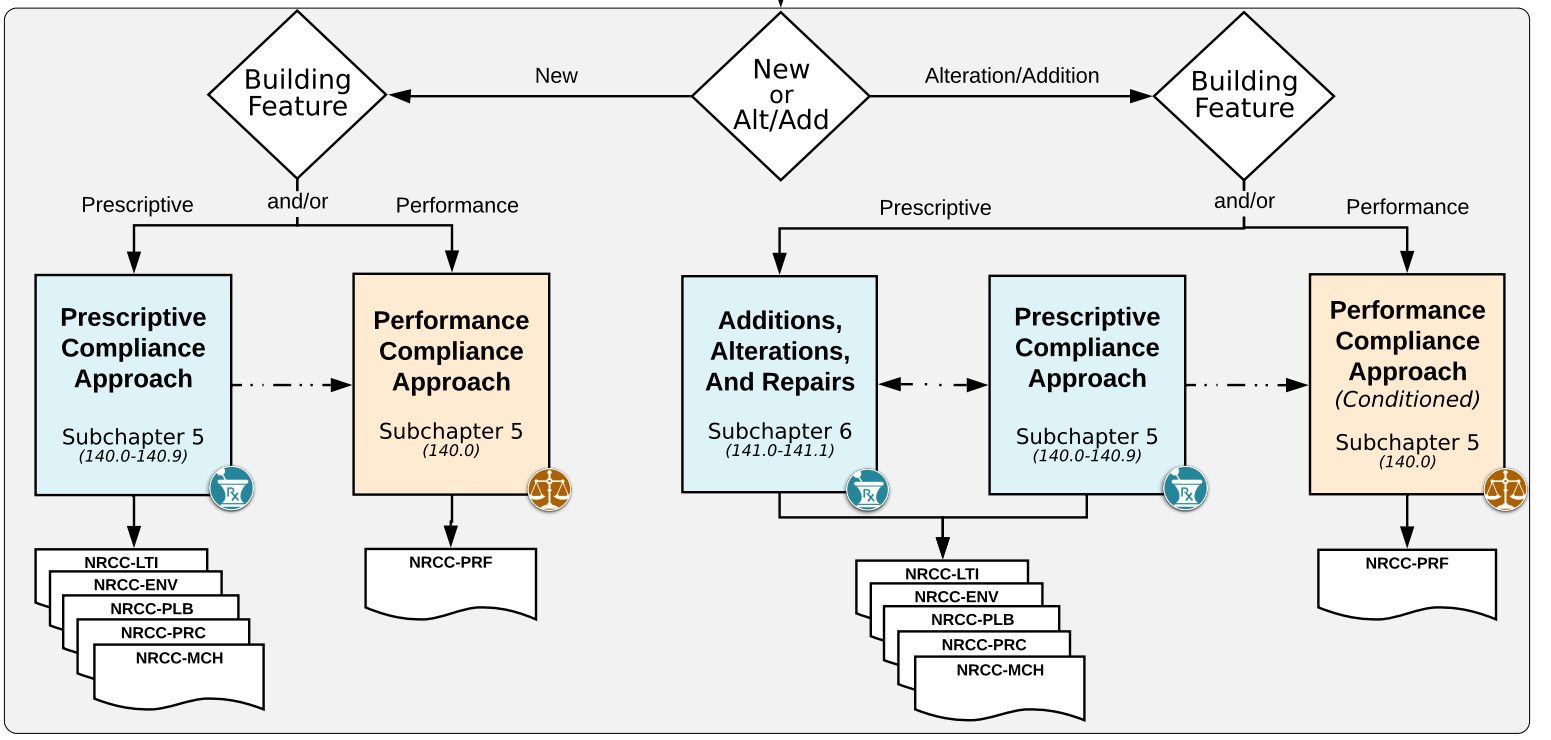 New
or
Alt/Add
New
Alteration/Addition
Building
Feature
and/or
Prescriptive
Performance
Prescriptive
Compliance
Approach
Subchapter 5
(140.0-140.9)
Rx
Performance
Compliance
Approach
Subchapter 5
(140.0)
NRCC-LTI
NRCC-ENV
NRCC-PLB
NRCC-PRC
NRCC-MCH
NRCC-PRF
Building
Feature
and/or
Prescriptive
Performance
Additions,
Alterations,
And Repairs
Subchapter 6
(141.0-141.1)
Rx
Prescriptive
Compliance
Approach
Subchapter 5
(140.0-140.9)
Rx
Performance
Compliance
Approach
(Conditioned)
Subchapter 5
(140.0)
NRCC-LTI
NRCC-ENV
NRCC-PLB
NRCC-PRC
NRCC-MCH
NRCC-PRF